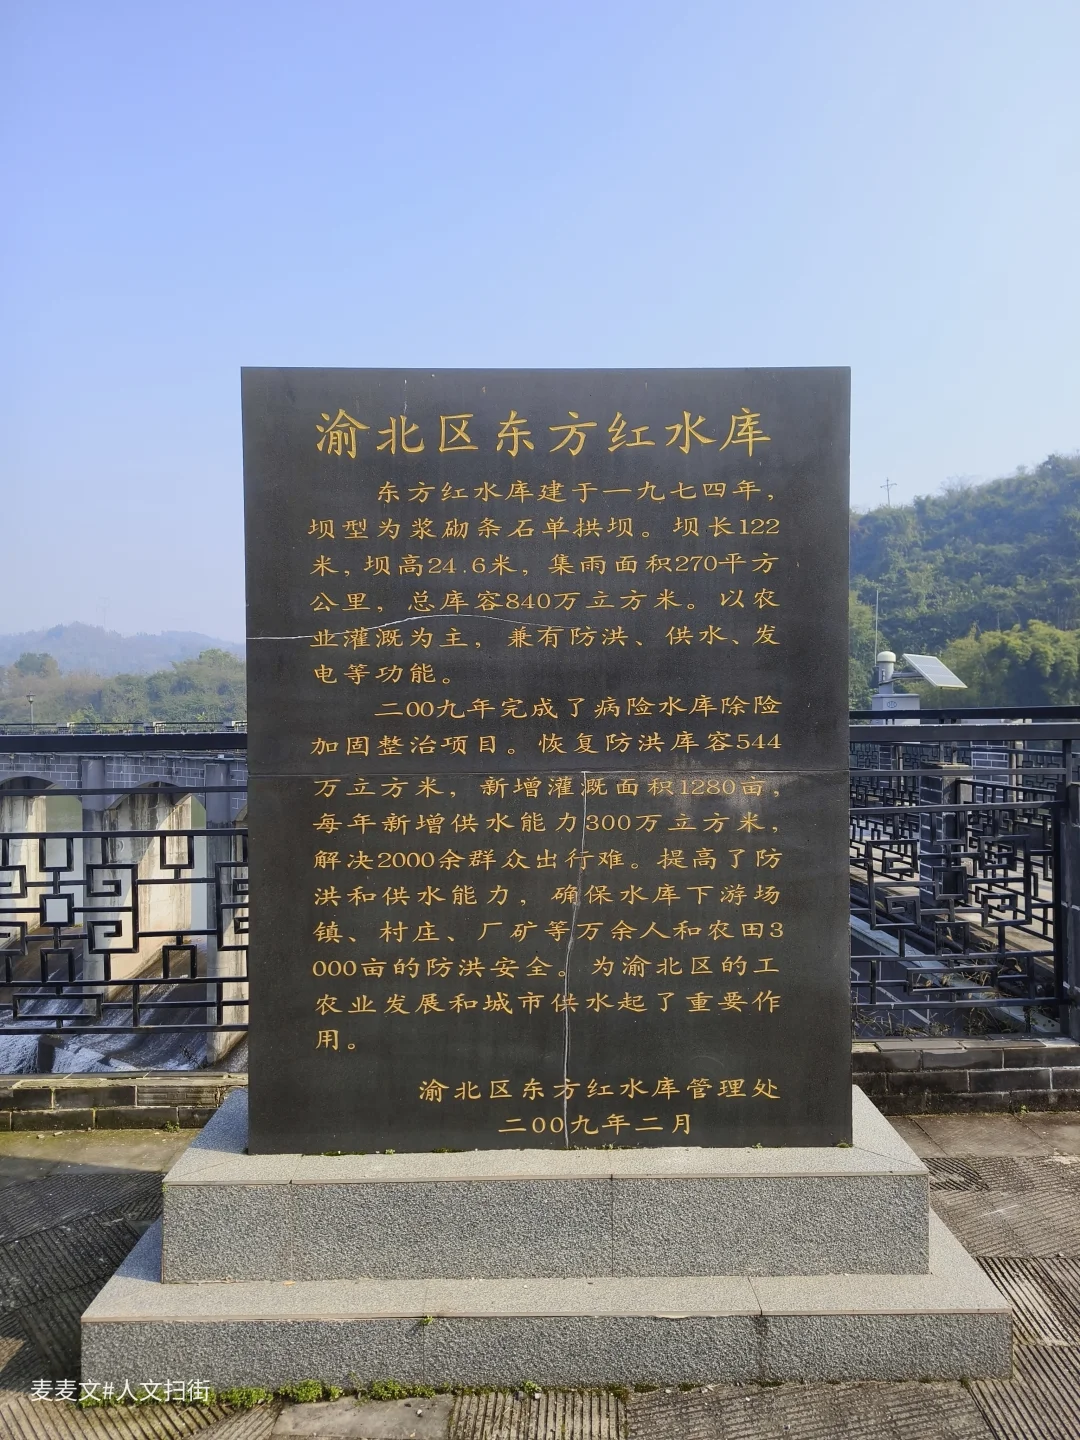 渝北区东方红水库
东方红水库建于一九七四年，
坝型为浆砌条石单拱坝。坝长122
米，坝高24.6米，集雨面积270平方
公里，总库容840万立方米。以农
业灌溉为主，兼有防洪、供水、发
电等功能。
二00九年完成了病险水库除险
加固整治项目。恢复防洪库容544
万立方米，新增灌溉面积1280亩，
每年新增供水能力300万立方米，
解决2000余群众出行难。提高了防
洪和供水能力，确保水库下游场
镇、村庄、厂矿等万余人和农田3
000亩的防洪安全。为渝北区的工
农业发展和城市供水起了重要作
用。
渝北区东方红水库管理处
二00九年二月
麦麦文#人文扫街